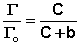 Γ/Γ₀ = C/(C+b)